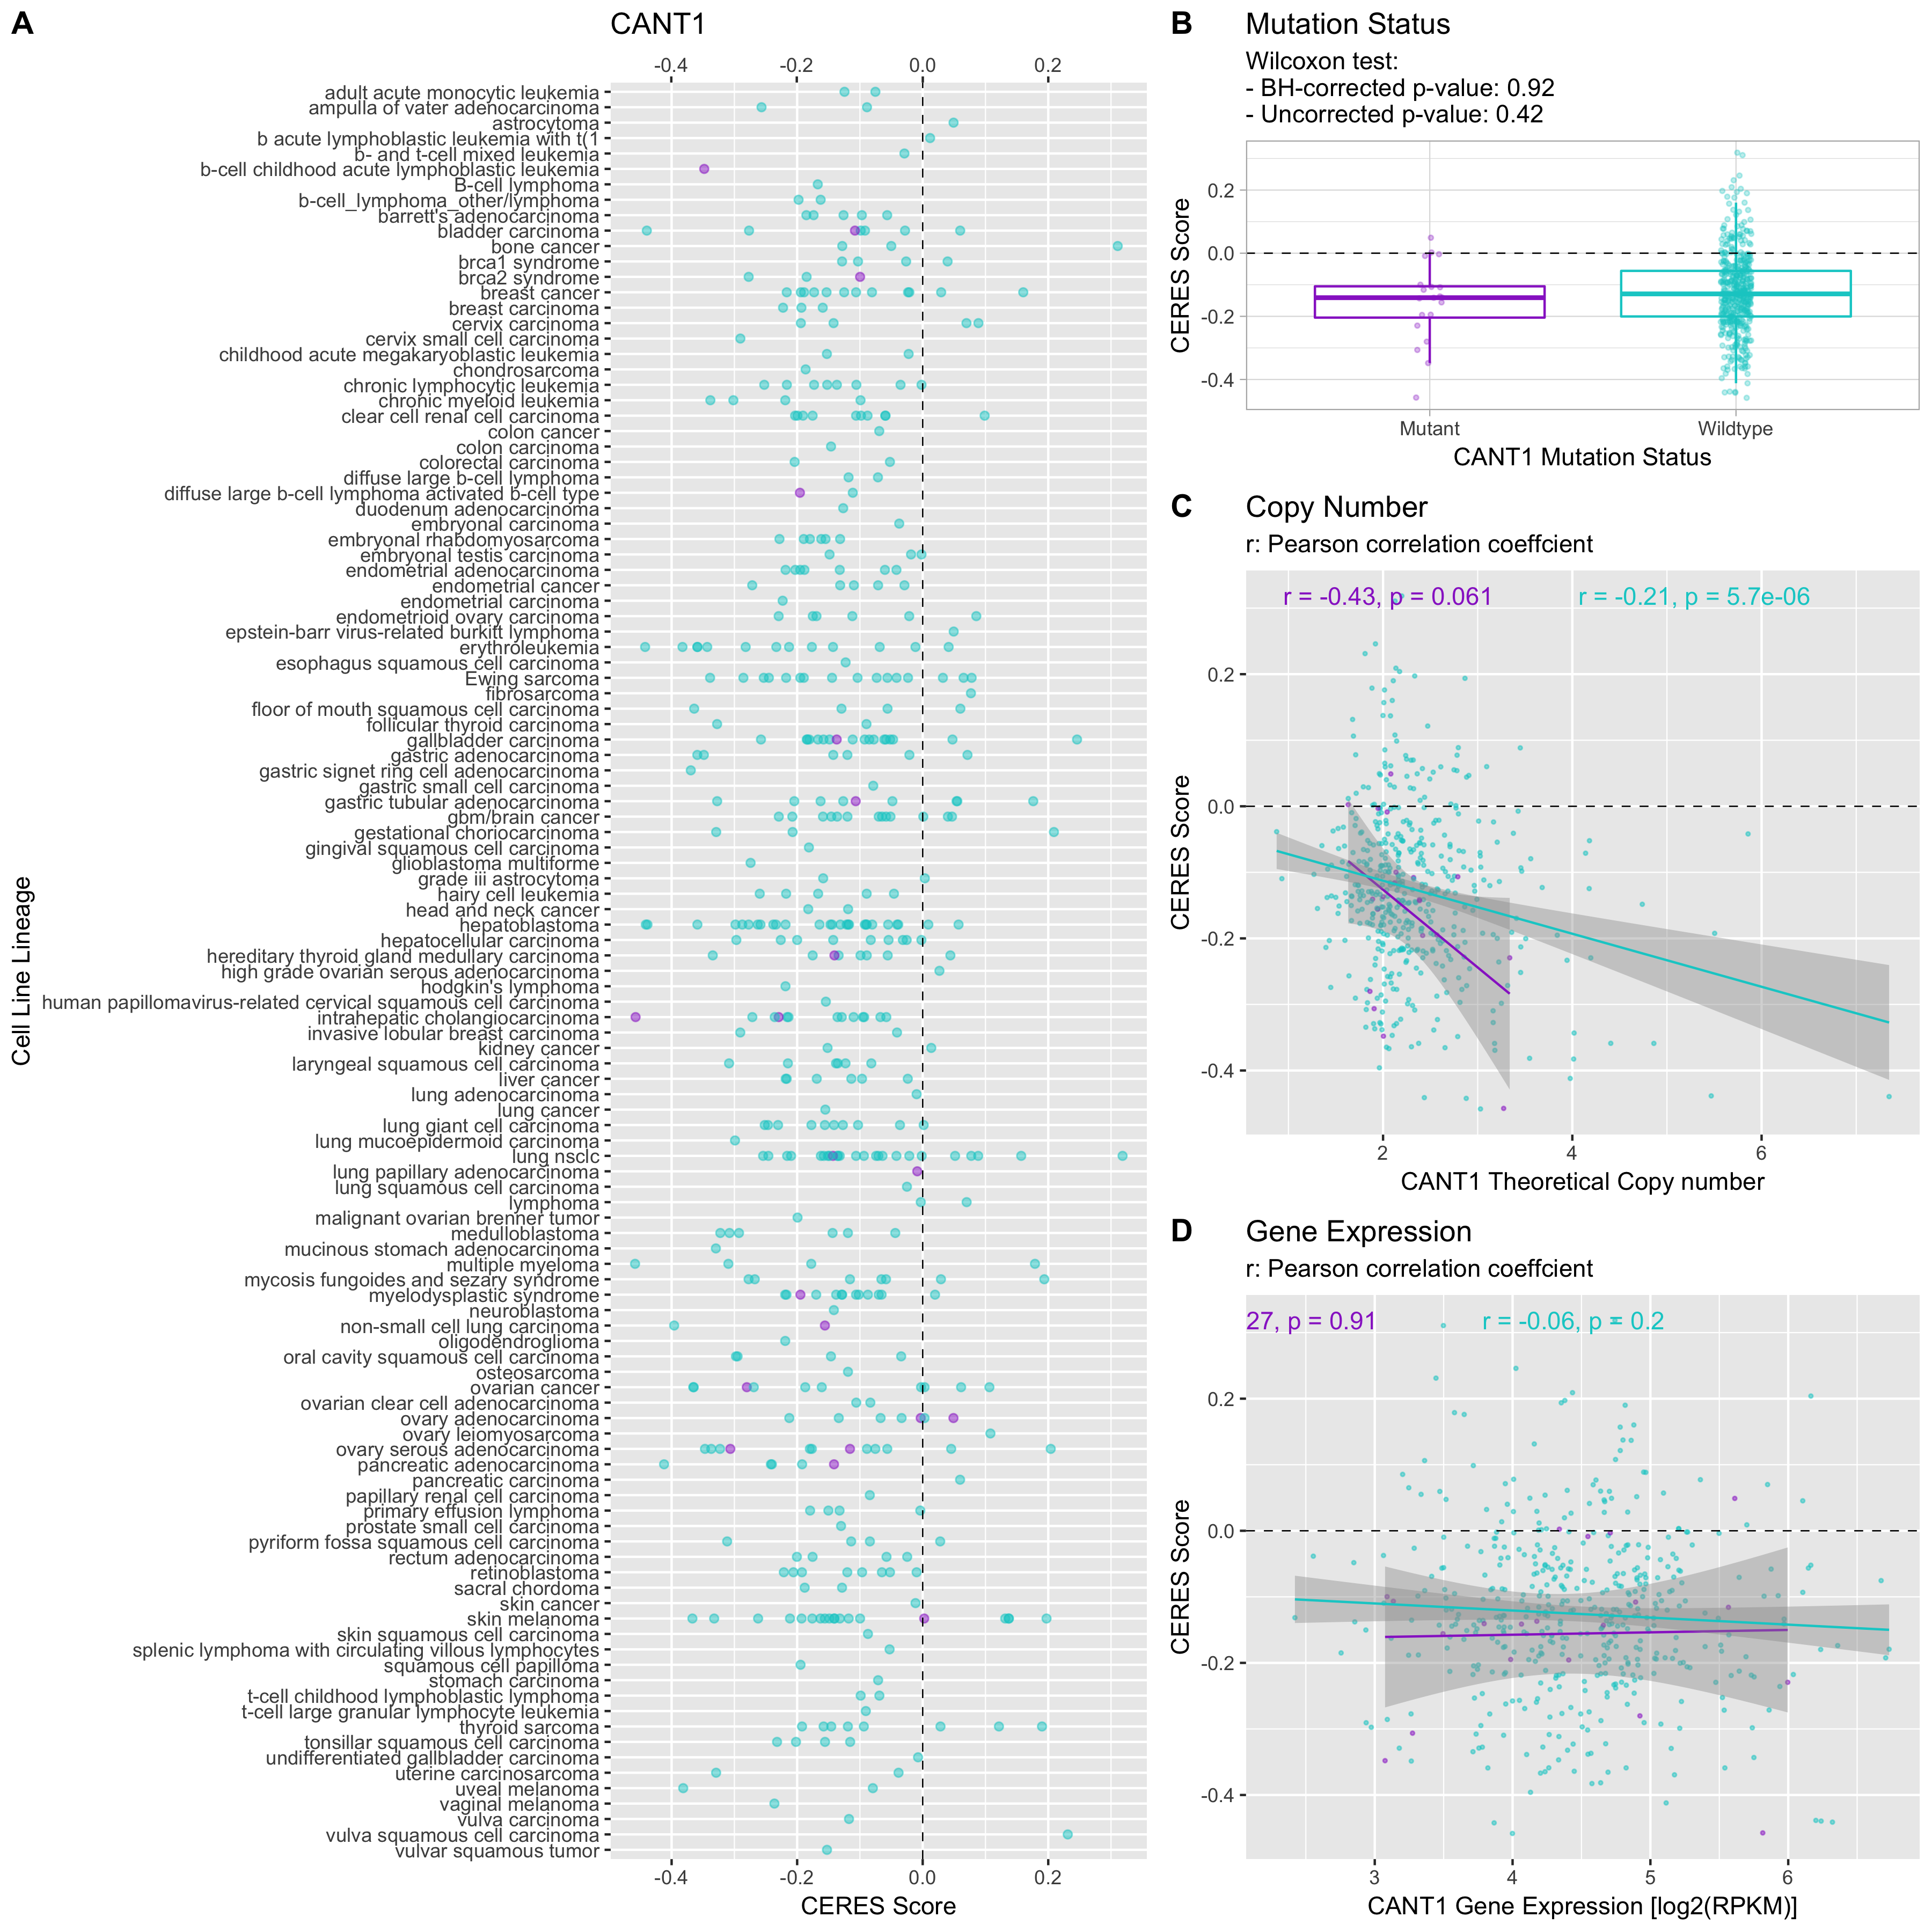 A
CANT1
-0.4 -0.2 0.0 0.2
adult acute monocytic leukemia
ampulla of vater adenocarcinoma
astrocytoma
b acute lymphoblastic leukemia with t(1
b- and t-cell mixed leukemia
b-cell childhood acute lymphoblastic leukemia
B-cell lymphoma
b-cell_lymphoma_other/lymphoma
barrett's adenocarcinoma
bladder carcinoma
bone cancer
brca1 syndrome
brca2 syndrome
breast cancer
breast carcinoma
cervix carcinoma
cervix small cell carcinoma
childhood acute megakaryoblastic leukemia
chondrosarcoma
chronic lymphocytic leukemia
chronic myeloid leukemia
clear cell renal cell carcinoma
colon cancer
colon carcinoma
colorectal carcinoma
diffuse large b-cell lymphoma
diffuse large b-cell lymphoma activated b-cell type
duodenum adenocarcinoma
embryonal carcinoma
embryonal rhabdomyosarcoma
embryonal testis carcinoma
endometrial adenocarcinoma
endometrial cancer
endometrial carcinoma
endometrioid ovary carcinoma
epstein-barr virus-related burkitt lymphoma
erythroleukemia
esophagus squamous cell carcinoma
Ewing sarcoma
fibrosarcoma
floor of mouth squamous cell carcinoma
follicular thyroid carcinoma
gallbladder carcinoma
gastric adenocarcinoma
gastric signet ring cell adenocarcinoma
gastric small cell carcinoma
gastric tubular adenocarcinoma
gbm/brain cancer
gestational choriocarcinoma
gingival squamous cell carcinoma
glioblastoma multiforme
grade iii astrocytoma
hairy cell leukemia
head and neck cancer
hepatoblastoma
hepatocellular carcinoma
hereditary thyroid gland medullary carcinoma
high grade ovarian serous adenocarcinoma
hodgkin's lymphoma
human papillomavirus-related cervical squamous cell carcinoma
intrahepatic cholangiocarcinoma
invasive lobular breast carcinoma
kidney cancer
laryngeal squamous cell carcinoma
liver cancer
lung adenocarcinoma
lung cancer
lung giant cell carcinoma
lung mucoepidermoid carcinoma
lung nsclc
lung papillary adenocarcinoma
lung squamous cell carcinoma
lymphoma
malignant ovarian brenner tumor
medulloblastoma
mucinous stomach adenocarcinoma
multiple myeloma
mycosis fungoides and sezary syndrome
myelodysplastic syndrome
neuroblastoma
non-small cell lung carcinoma
oligodendroglioma
oral cavity squamous cell carcinoma
osteosarcoma
ovarian cancer
ovarian clear cell adenocarcinoma
ovary adenocarcinoma
ovary leiomyosarcoma
ovary serous adenocarcinoma
pancreatic adenocarcinoma
pancreatic carcinoma
papillary renal cell carcinoma
primary effusion lymphoma
prostate small cell carcinoma
pyriform fossa squamous cell carcinoma
rectum adenocarcinoma
retinoblastoma
sacral chordoma
skin cancer
skin melanoma
skin squamous cell carcinoma
splenic lymphoma with circulating villous lymphocytes
squamous cell papilloma
stomach carcinoma
t-cell childhood lymphoblastic lymphoma
t-cell large granular lymphocyte leukemia
thyroid sarcoma
tonsillar squamous cell carcinoma
undifferentiated gallbladder carcinoma
uterine carcinosarcoma
uveal melanoma
vaginal melanoma
vulva carcinoma
vulva squamous cell carcinoma
vulvar squamous tumor
-0.4 -0.2 0.0 0.2
CERES Score
Cell Line Lineage
B
Mutation Status
Wilcoxon test:
- BH-corrected p-value: 0.92
- Uncorrected p-value: 0.42
0.2
0.0
-0.2
-0.4
CERES Score
Mutant Wildtype
CANT1 Mutation Status
C
Copy Number
r: Pearson correlation coeffcient
r = -0.43, p = 0.061 r = -0.21, p = 5.7e-06
0.2
0.0
-0.2
-0.4
CERES Score
2 4 6
CANT1 Theoretical Copy number
D
Gene Expression
r: Pearson correlation coeffcient
27, p = 0.91 r = -0.06, p = 0.2
0.2
0.0
-0.2
-0.4
CERES Score
3 4 5 6
CANT1 Gene Expression [log2(RPKM)]